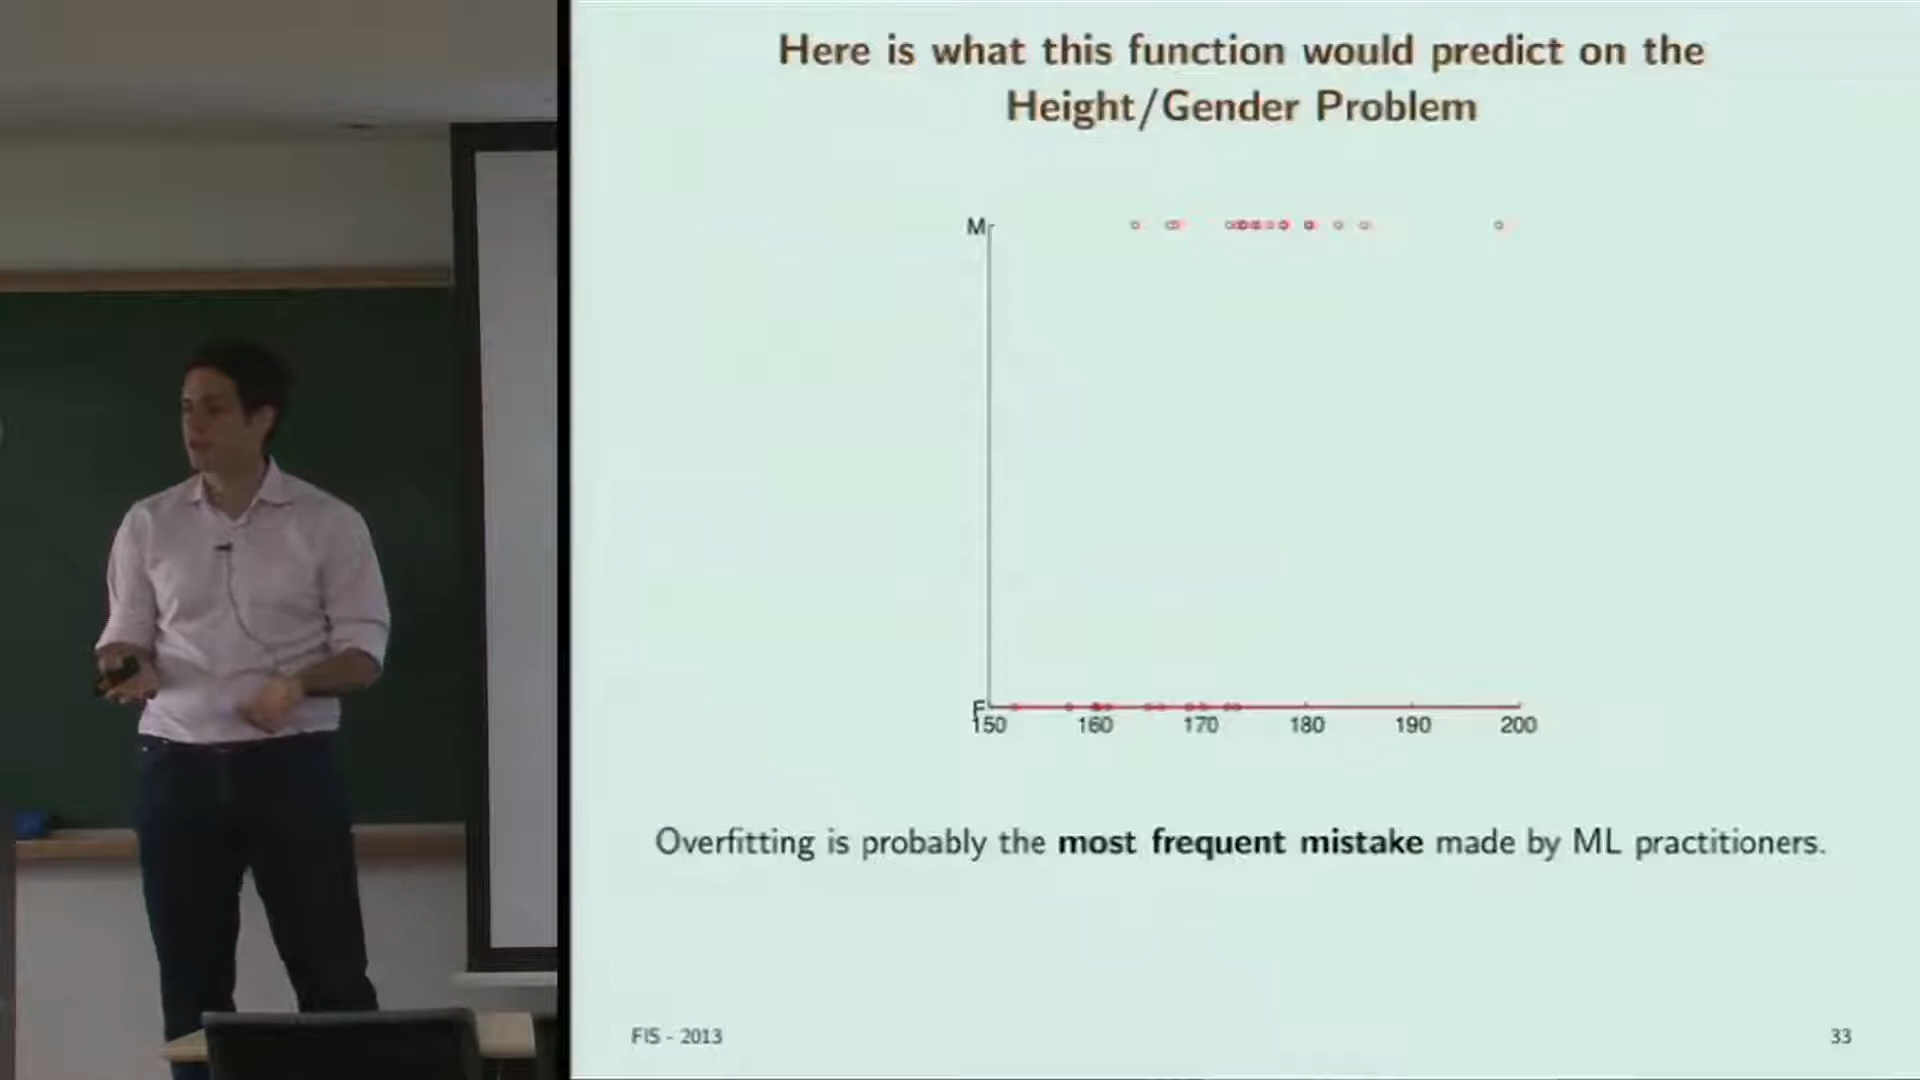 Here is what this function would predict on the
Height/Gender Problem
M
F
150 160 170 180 190 200
Overfitting is probably the most frequent mistake made by ML practitioners.
FIS - 2013
33